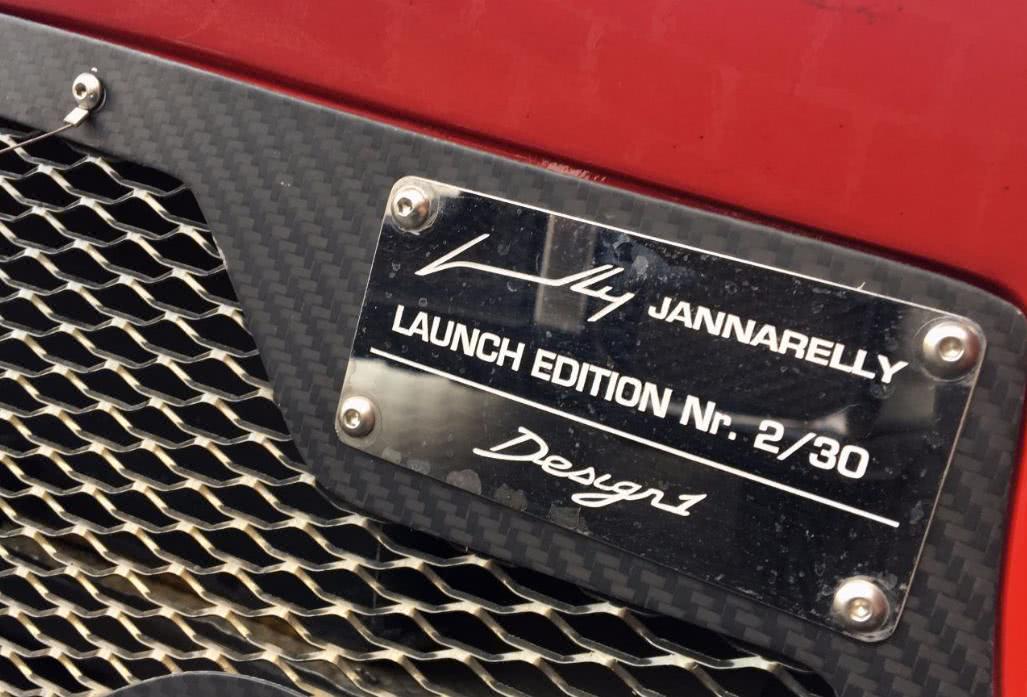 JANNARELLY
LAUNCH EDITION Nr. 2/30
Design1